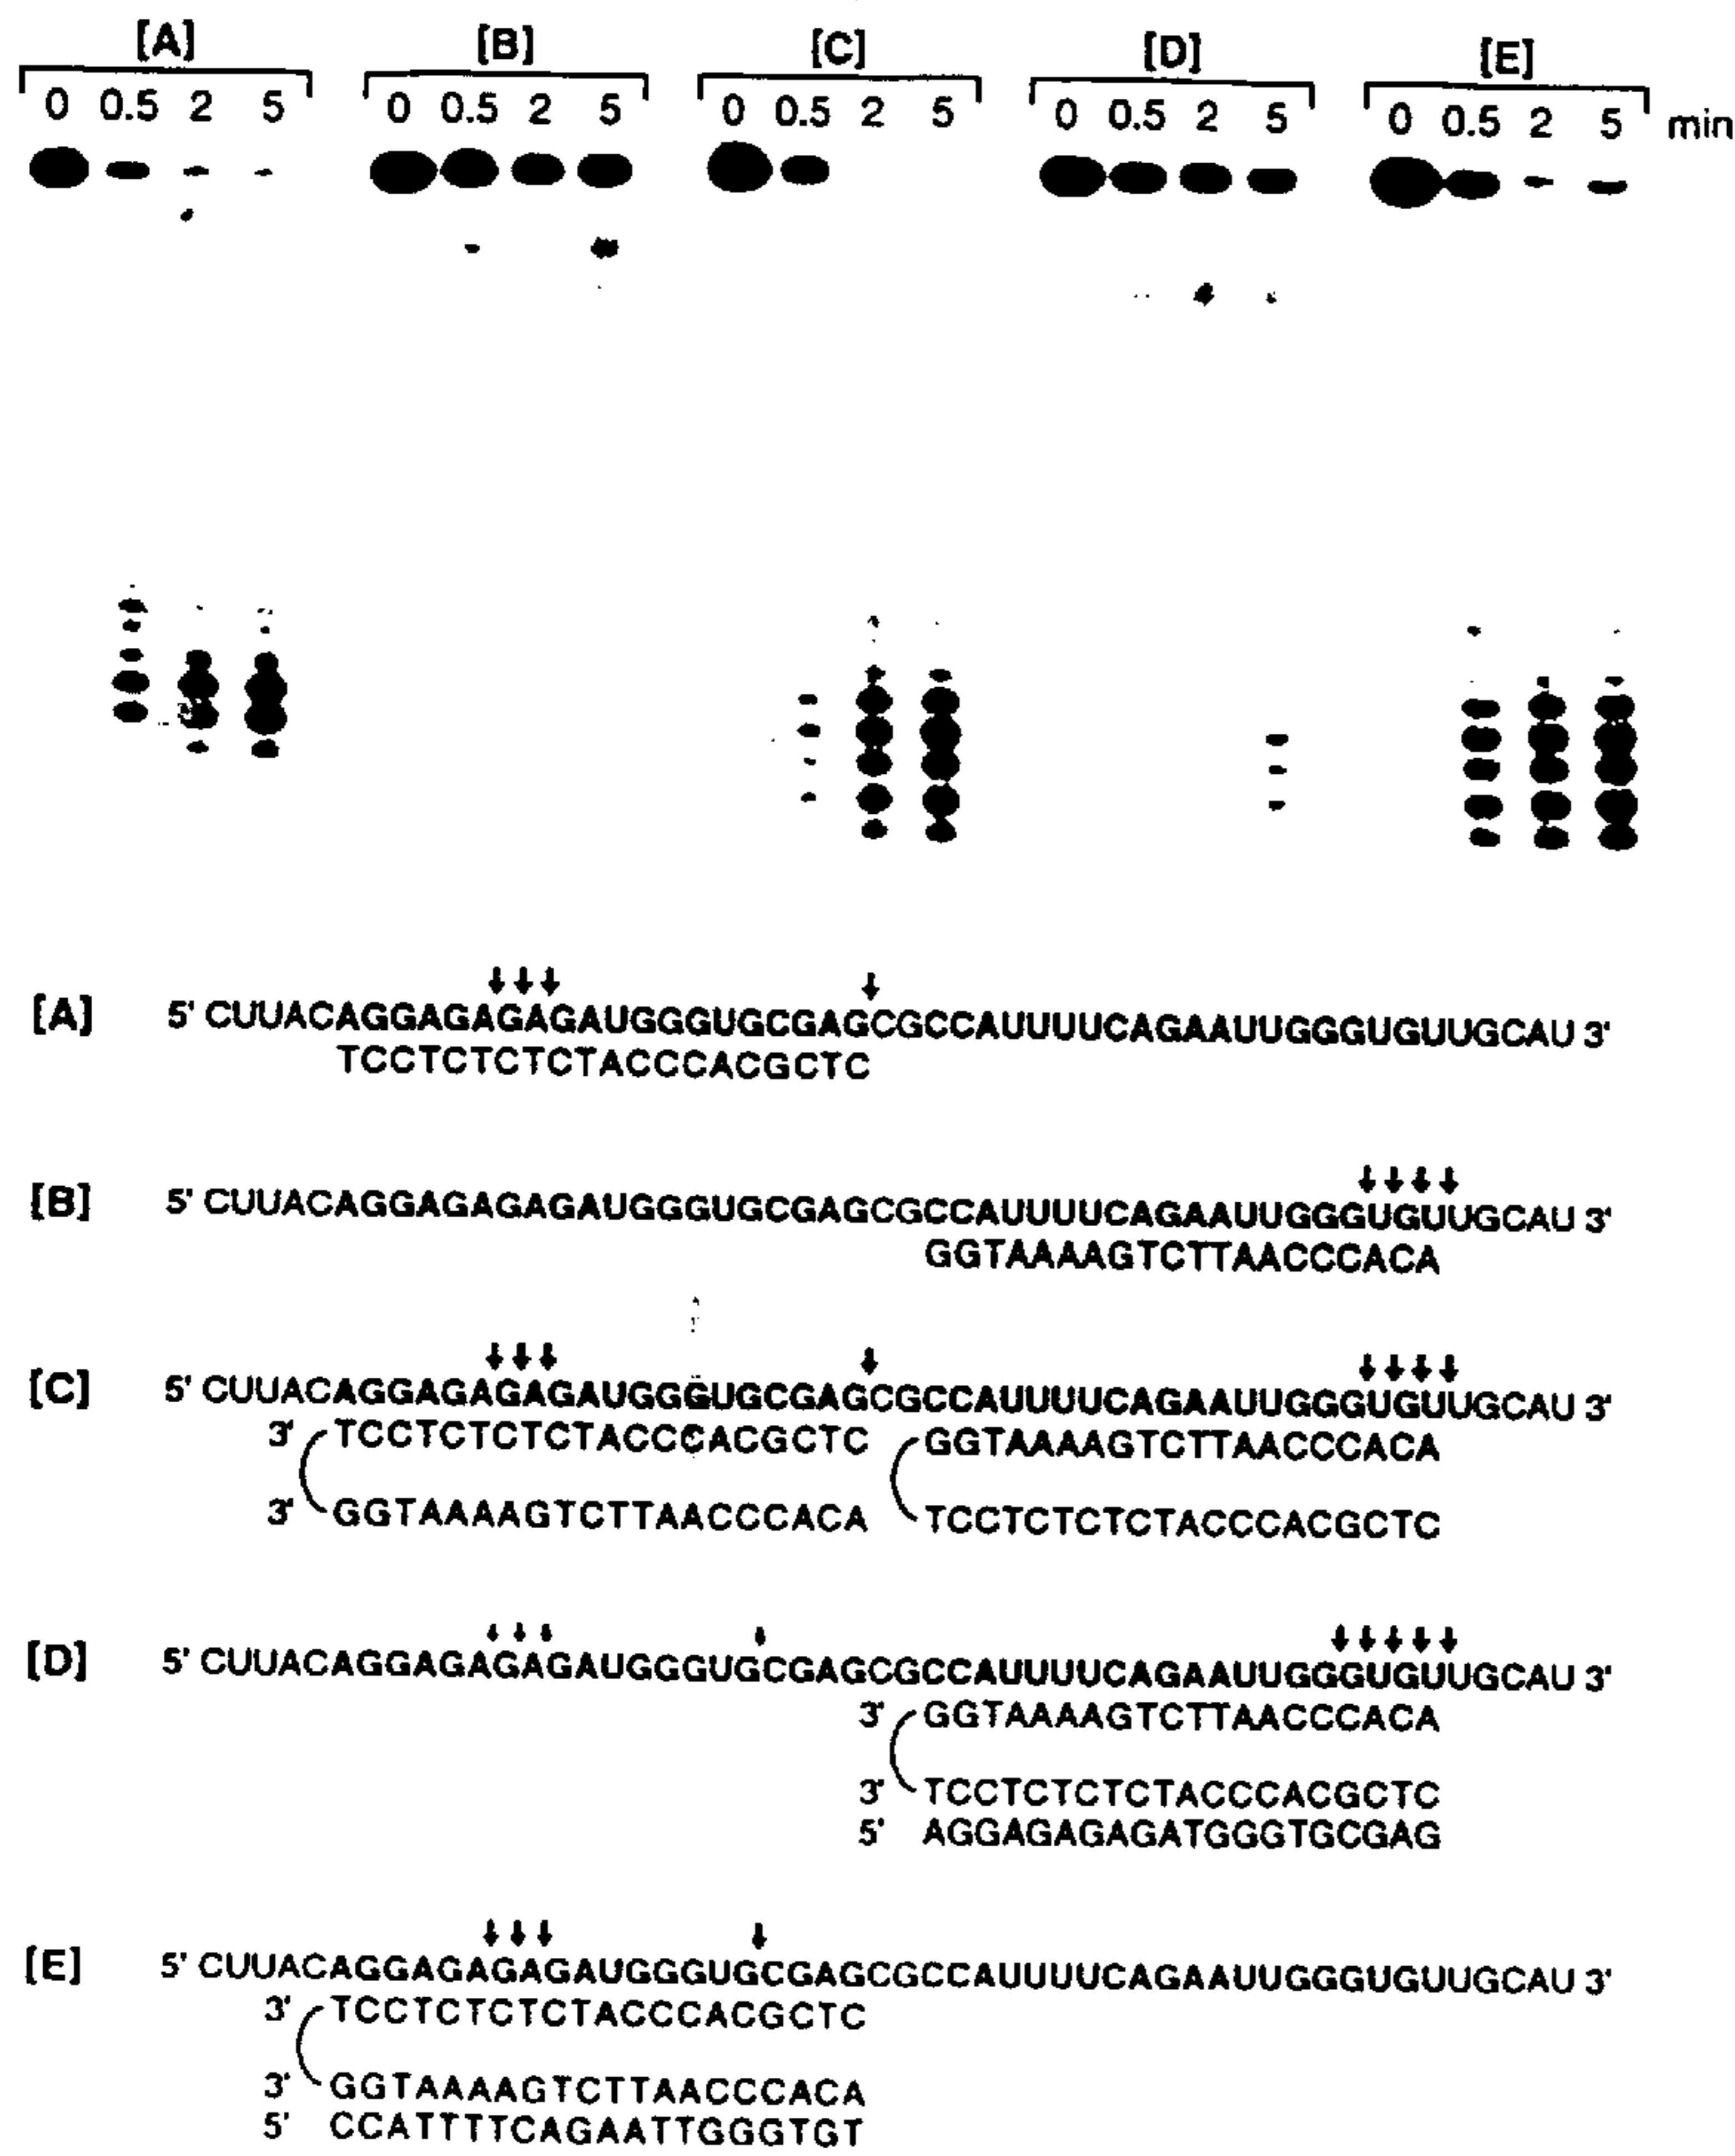 [A] [B] [C] [D] [E]
0 0.5 2 5 0 0.5 2 5 0 0.5 2 5 0 0.5 2 5 0 0.5 2 5 min
[A] 5' CUUACAGGAGAGAGAUGGGUGCGAGCGCCAUUUUCAGAAUUGGGUGUUGCAU 3'
TCCTCTCTCTACCCACGCTC
[B] 5' CUUACAGGAGAGAGAUGGGUGCGAGCGCCAUUUUCAGAAUUGGGUGUUGCAU 3'
GGTAAAAGTCTTAACCCACA
[C] 5' CUUACAGGAGAGAGAUGGGUGCGAGCGCCAUUUUCAGAAUUGGGUGUUGCAU 3'
3' TCCTCTCTCTACCCACGCTC GGTAAAAGTCTTAACCCACA
3' GGTAAAAGTCTTAACCCACA TCCTCTCTCTACCCACGCTC
[D] 5' CUUACAGGAGAGAGAUGGGUGCGAGCGCCAUUUUCAGAAUUGGGUGUUGCAU 3'
3' GGTAAAAGTCTTAACCCACA
3' TCCTCTCTCTACCCACGCTC
5' AGGAGAGAGATGGGTGCGAG
[E] 5' CUUACAGGAGAGAGAUGGGUGCGAGCGCCAUUUUCAGAAUUGGGUGUUGCAU 3'
3' TCCTCTCTCTACCCACGCTC
3' GGTAAAAGTCTTAACCCACA
5' CCATTTTCAGAATTGGGTGT